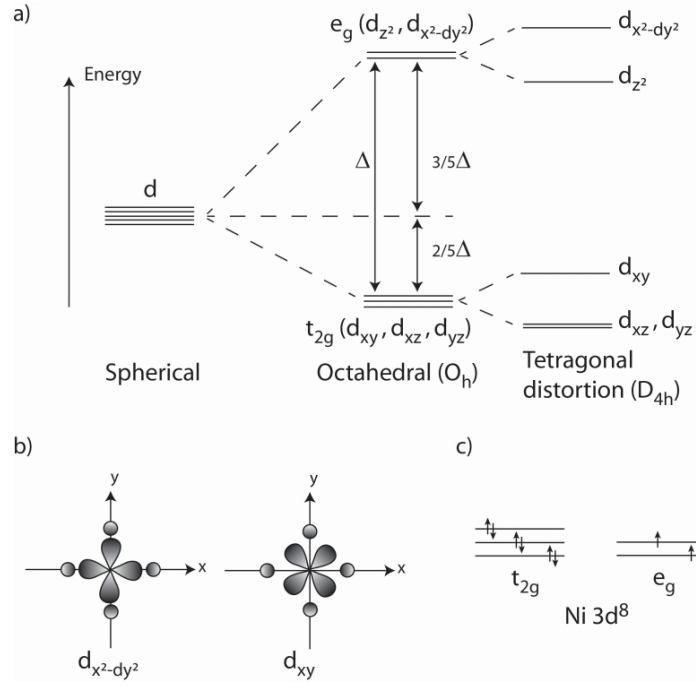 a)
e_g (d_z², d_x²-dy²)
d_x²-dy²
Energy
d_z²
d
Δ
3/5Δ
2/5Δ
d_xy
t_2g (d_xy, d_xz, d_yz)
d_xz, d_yz
Spherical
Octahedral (O_h)
Tetragonal
distortion (D_4h)
b)
y
x
d_x²-dy²
y
x
d_xy
c)
t_2g
e_g
Ni 3d⁸